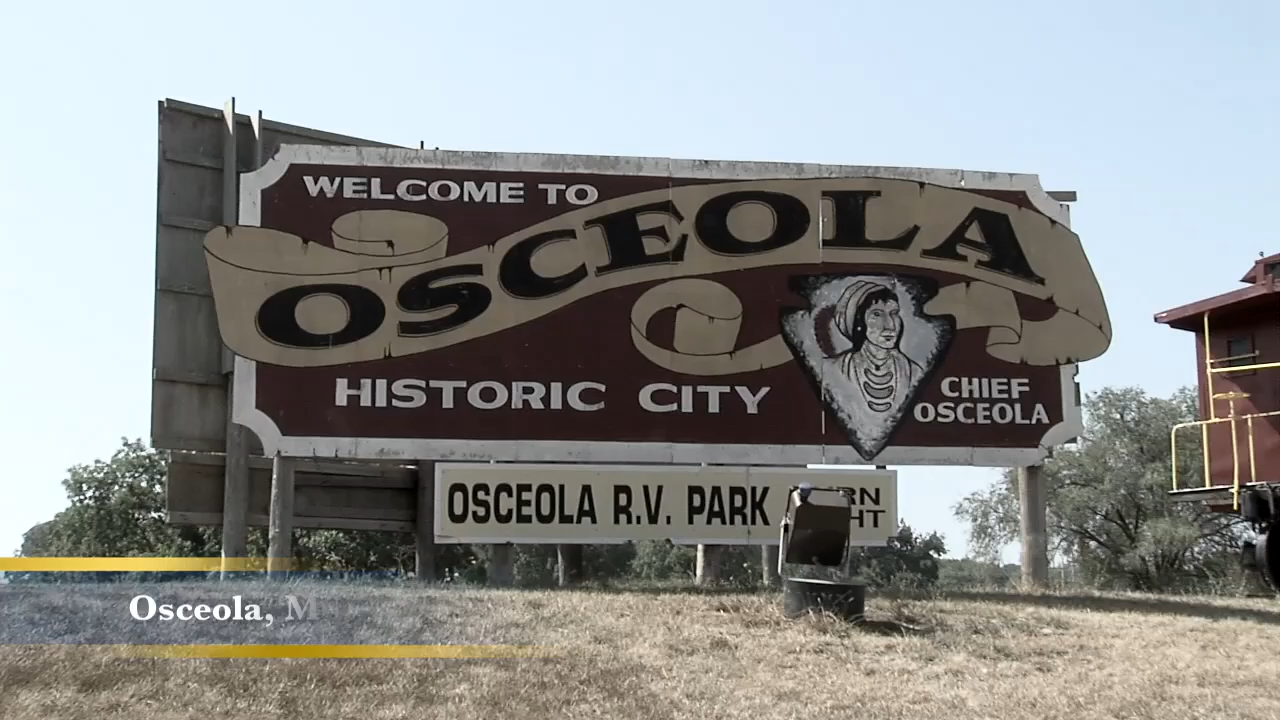 WELCOME TO
OSCEOLA
HISTORIC CITY
CHIEF
OSCEOLA
OSCEOLA R.V. PARK
Osceola, M